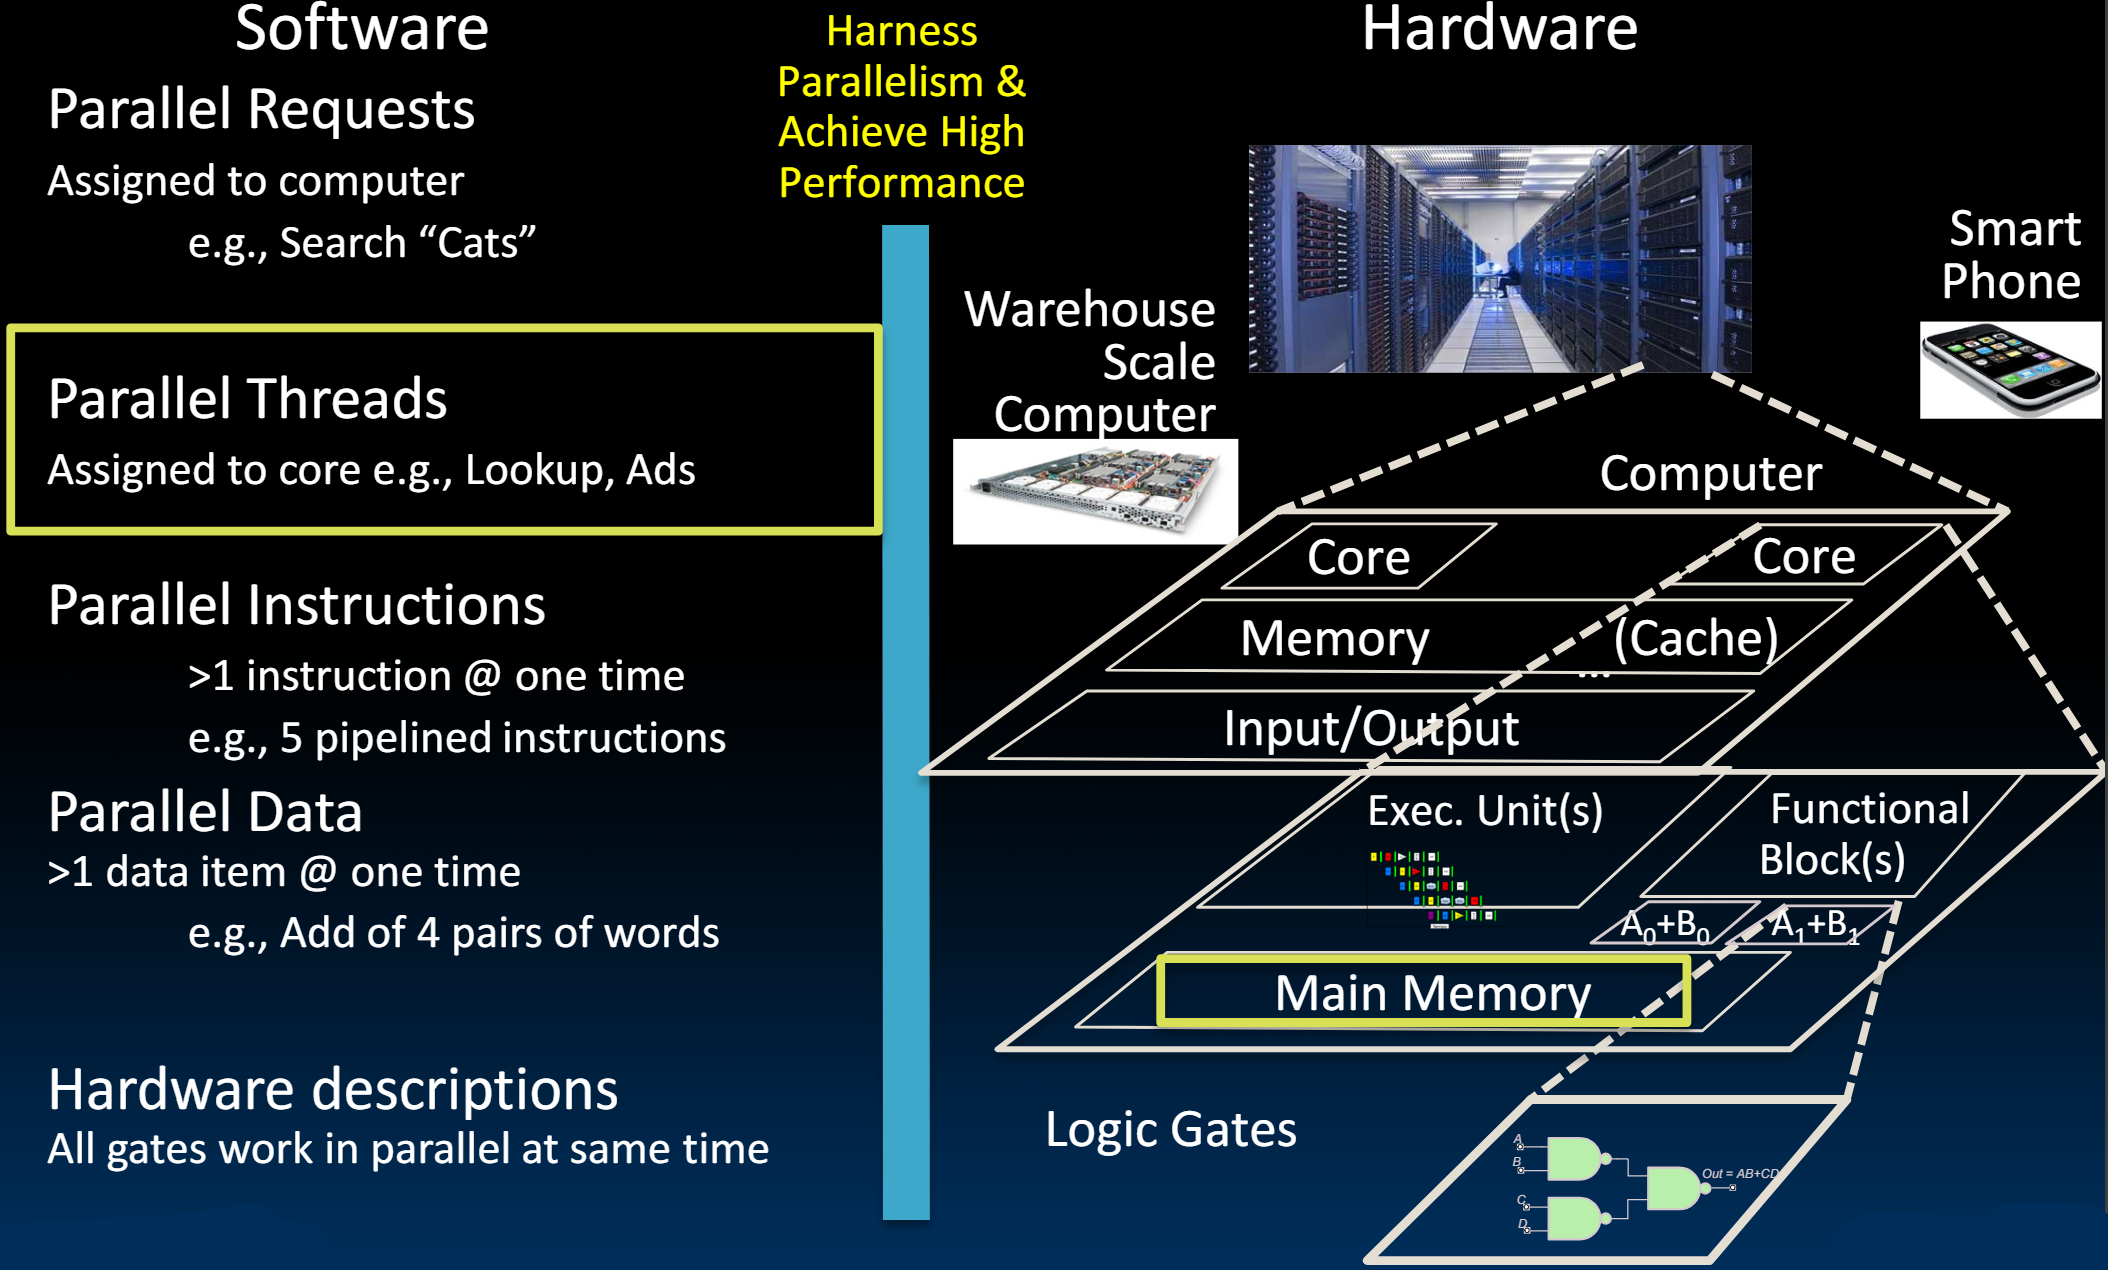 Software
Parallel Requests
Assigned to computer
e.g., Search “Cats”
Parallel Threads
Assigned to core e.g., Lookup, Ads
Parallel Instructions
>1 instruction @ one time
e.g., 5 pipelined instructions
Parallel Data
>1 data item @ one time
e.g., Add of 4 pairs of words
Hardware descriptions
All gates work in parallel at same time
Harness
Parallelism &
Achieve High
Performance
Hardware
Smart
Phone
Warehouse
Scale
Computer
Computer
Core
Core
Memory (Cache)
...
Input/Output
Exec. Unit(s)
Functional
Block(s)
A0+B0
A1+B1
Main Memory
Logic Gates
A
B
C
D
Out = AB+CD